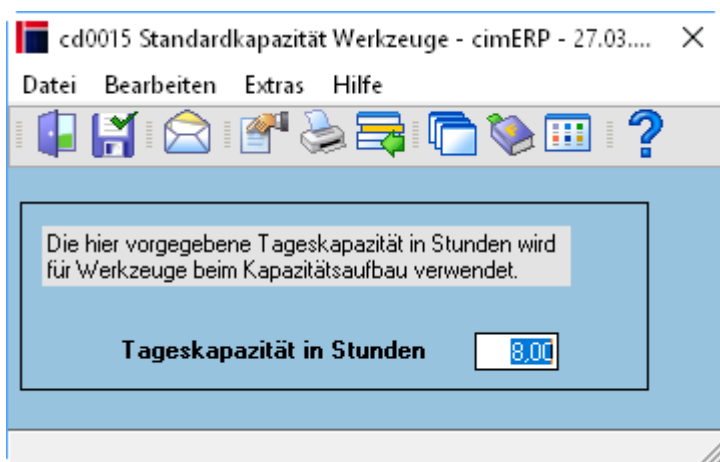 cd0015 Standardkapazität Werkzeuge - cimERP - 27.03....
Datei Bearbeiten Extras Hilfe
Die hier vorgegebene Tageskapazität in Stunden wird
für Werkzeuge beim Kapazitätsaufbau verwendet.
Tageskapazität in Stunden 8,00